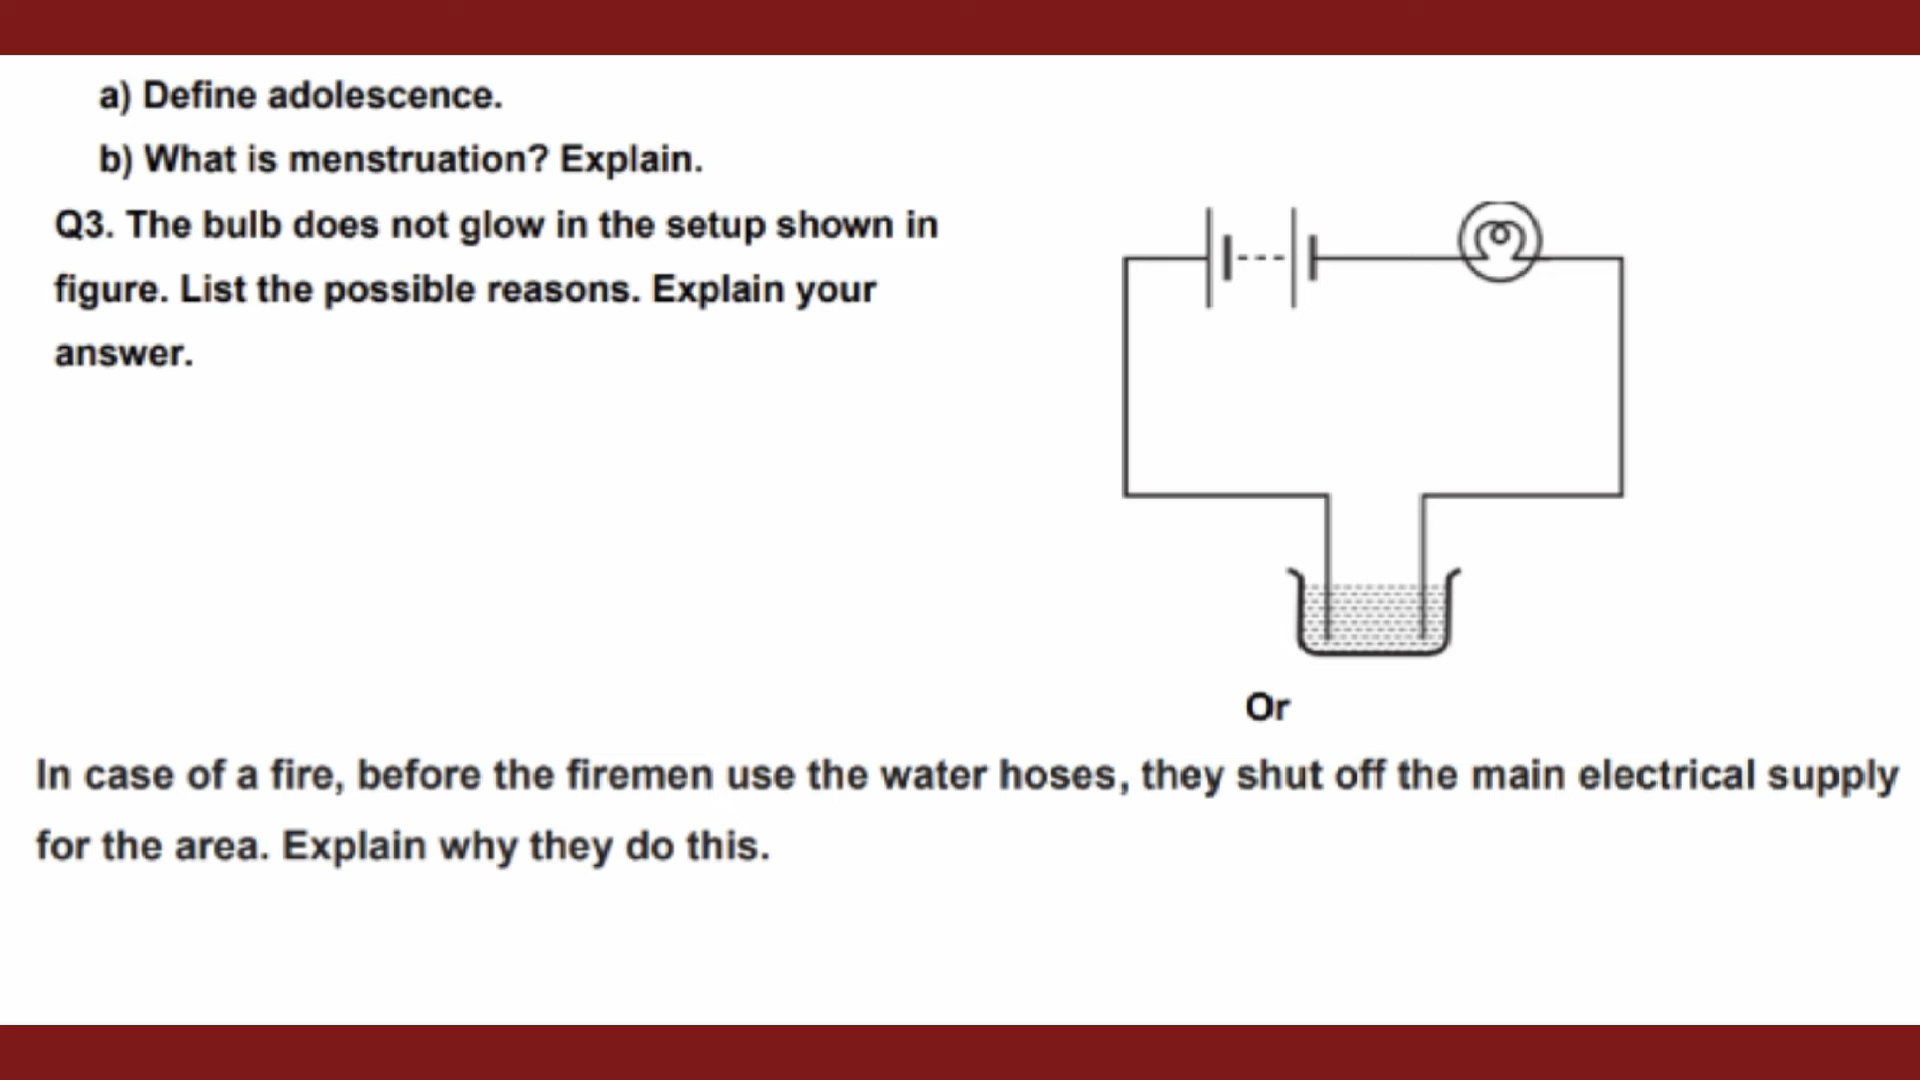 a) Define adolescence.
b) What is menstruation? Explain.
Q3. The bulb does not glow in the setup shown in
figure. List the possible reasons. Explain your
answer.
Or
In case of a fire, before the firemen use the water hoses, they shut off the main electrical supply
for the area. Explain why they do this.